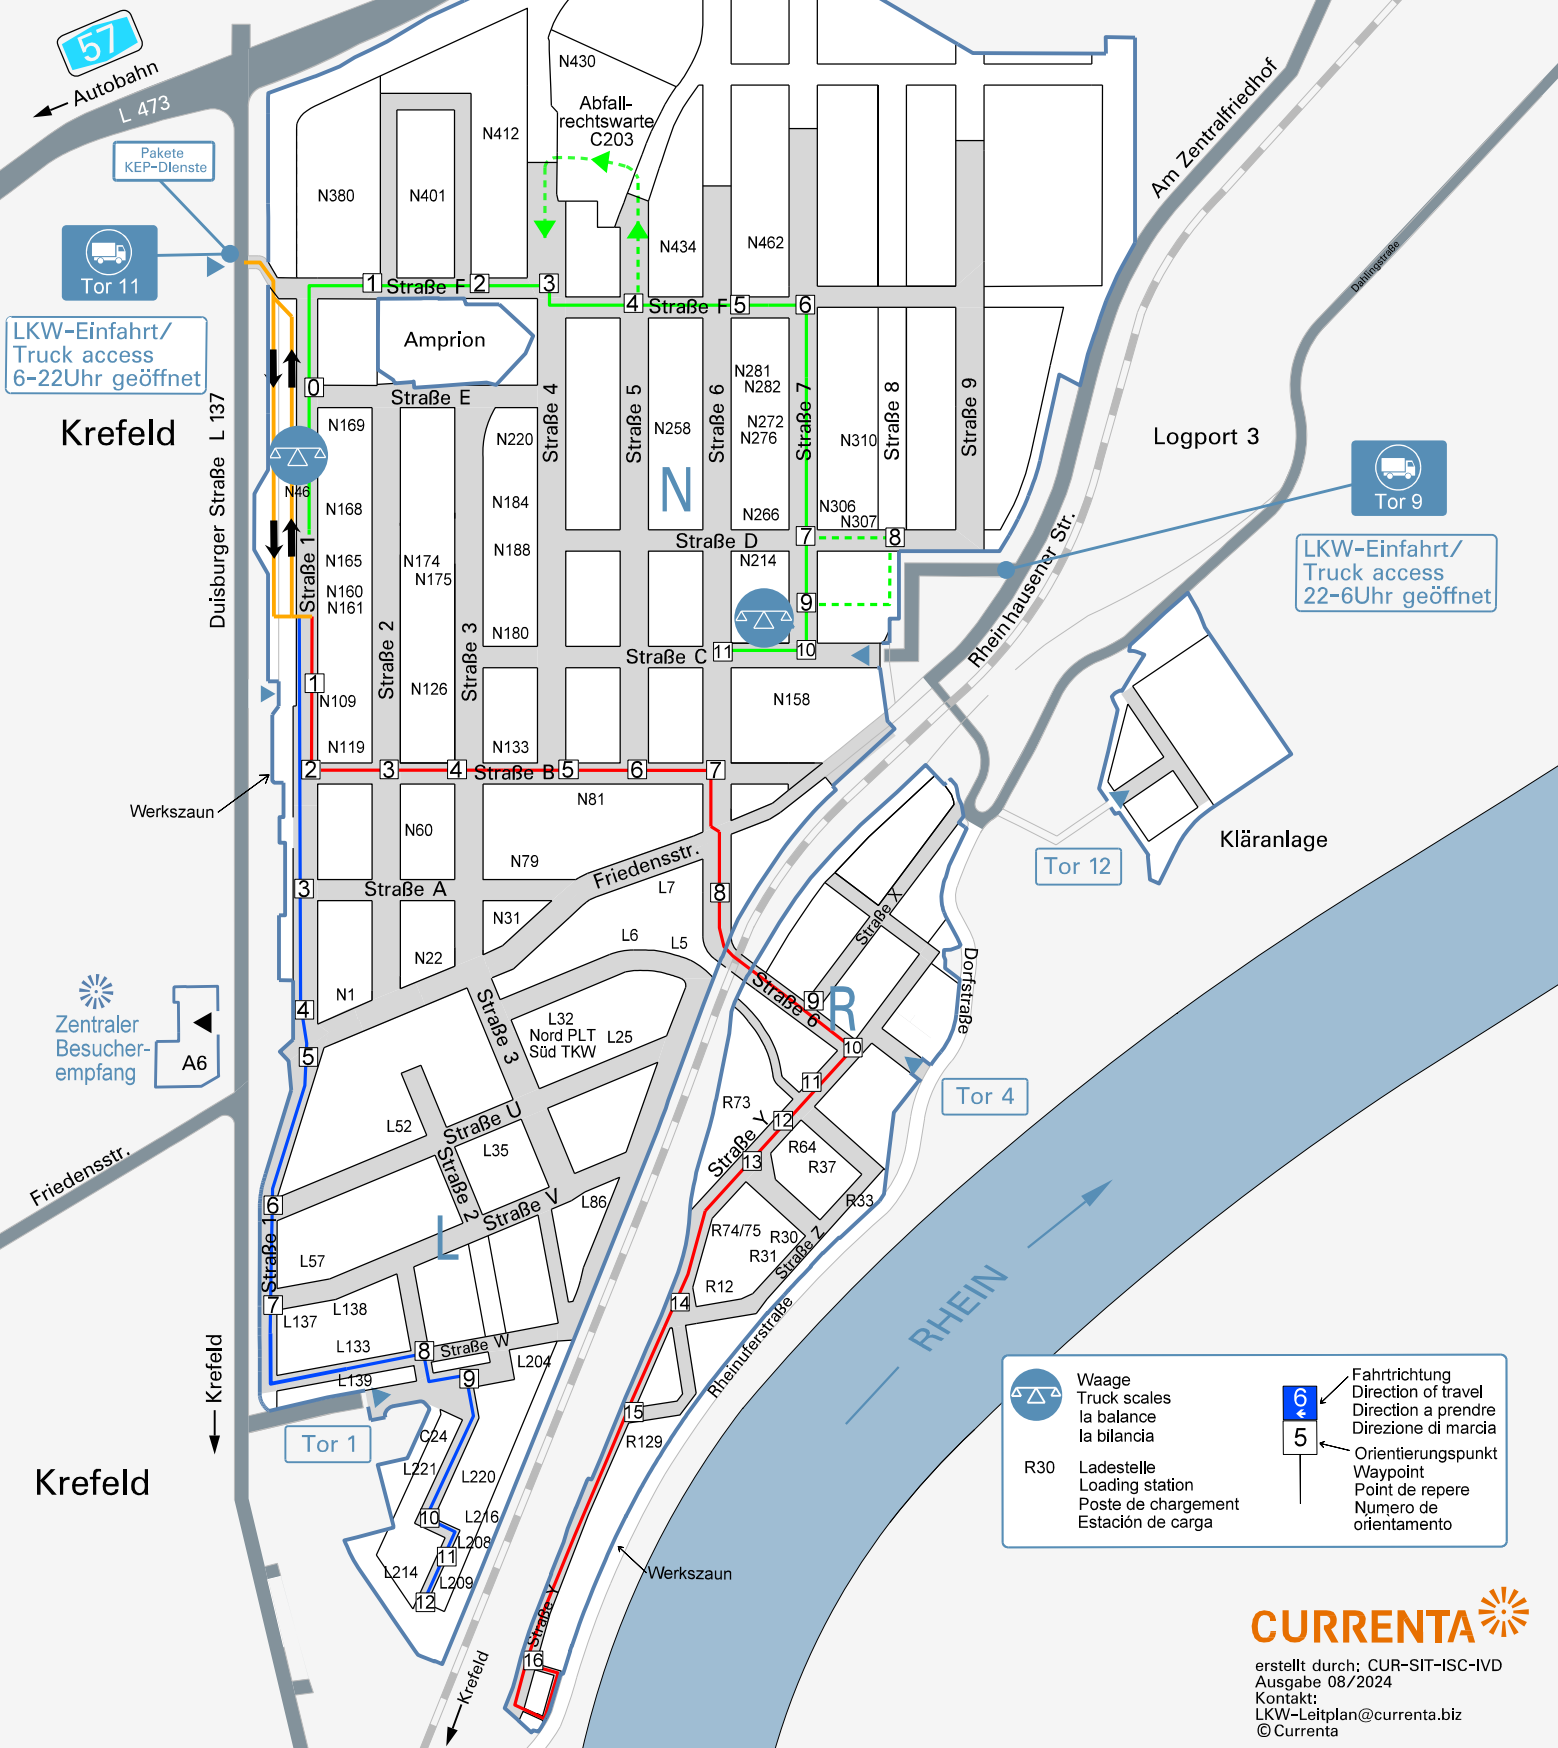 57
Autobahn
L 473
Pakete
KEP-DIenste
Tor 11
LKW-Einfahrt/
Truck access
6-22Uhr geöffnet
Krefeld
Duisburger Straße L 137
N380
N401
N412
N430
Abfall-
rechtswarte
C203
N434
N462
1
Straße F
2
3
4
Straße F
5
6
Amprion
0
Straße E
Straße 4
Straße 5
Straße 6
Straße 7
Straße 8
Straße 9
N281
N282
N272
N276
N169
N220
N258
N310
N46
N
N168
N184
N266
N306
N307
Straße 1
Straße D
7
8
N165
N174
N175
N188
N214
N160
N161
9
N180
Straße 2
Straße 3
Straße C
11
10
1
N109
N126
N158
N119
N133
2
3
4
Straße B
5
6
7
N81
Werkszaun
N60
N79
Friedensstr.
3
Straße A
L7
8
N31
N22
L6
L5
N1
4
5
Am Zentralfriedhof
Dahlingstraße
Logport 3
Tor 9
LKW-Einfahrt/
Truck access
22-6Uhr geöffnet
Rheinhausener Str.
Kläranlage
Tor 12
Straße X
Dorfstraße
Straße 6
9
R
10
Tor 4
Zentraler
Besucher-
empfang
A6
Straße 3
L32
Nord PLT
Süd TKW
L25
11
R73
12
Straße Y
13
R64
R37
R33
L52
Straße U
L35
Straße 2
Friedensstr.
6
Straße 1
L86
Straße V
L
L57
R74/75
R30
R31
Straße Z
R12
7
L137
L138
14
L133
8
Straße W
L204
9
L139
Rheinuferstraße
RHEIN
Krefeld
Tor 1
C24
L221
L220
15
R129
Krefeld
10
L216
L208
11
L214
L209
12
Werkszaun
Straße Y
16
Krefeld
Waage
Truck scales
la balance
la bilancia
R30
Ladestelle
Loading station
Poste de chargement
Estación de carga
6
5
Fahrtrichtung
Direction of travel
Direction a prendre
Direzione di marcia
Orientierungspunkt
Waypoint
Point de repere
Numero de
orientamento
CURRENTA
erstellt durch: CUR-SIT-ISC-IVD
Ausgabe 08/2024
Kontakt:
LKW-Leitplan@currenta.biz
© Currenta